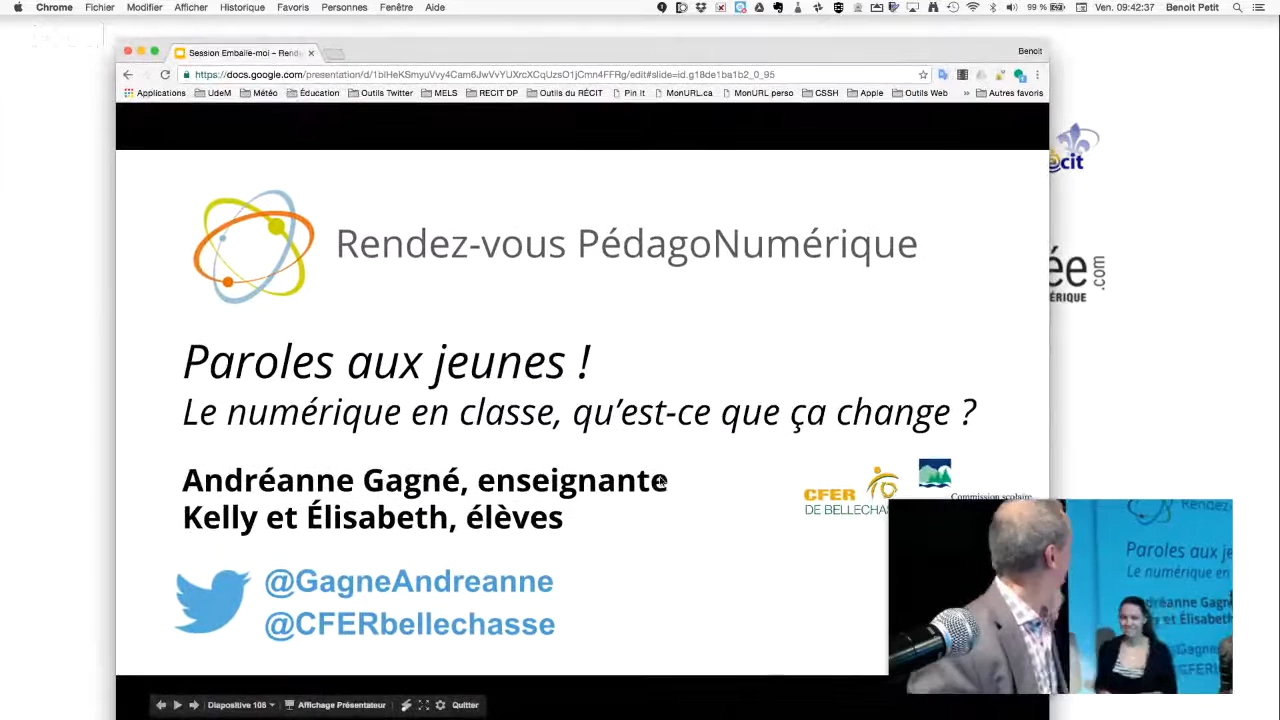 Chrome Fichier Modifier Afficher Historique Favoris Personnes Fenêtre Aide 99 % Ven. 09:42:37 Benoit Petit
Session Emballe-moi – Rend
Benoit
https://docs.google.com/presentation/d/1blHeKSmyuVvy4Cam6JwVvYUXrcXCqUzsO1jCmn4FFRg/edit#slide=id.g18de1ba1b2_0_95
Applications UdeM Météo Éducation Outils Twitter MELS RECIT DP Outils du RÉCIT Pin It MonURL.ca MonURL perso CSSH Apple Outils Web » Autres favoris
écit
Rendez-vous PédagoNumérique
ée
.com
ÉRIQUE
Paroles aux jeunes !
Le numérique en classe, qu'est-ce que ça change ?
Andréanne Gagné, enseignante
Kelly et Élisabeth, élèves
CFER
DE BELLECHAS
Commission scolaire
@GagneAndreanne
@CFERbellechasse
Rendez-
Paroles aux je
Le numérique en
dréanne Gagn
y et Élisabeth
Gagne
CFER
Diapositive 106 Affichage Présentateur Quitter